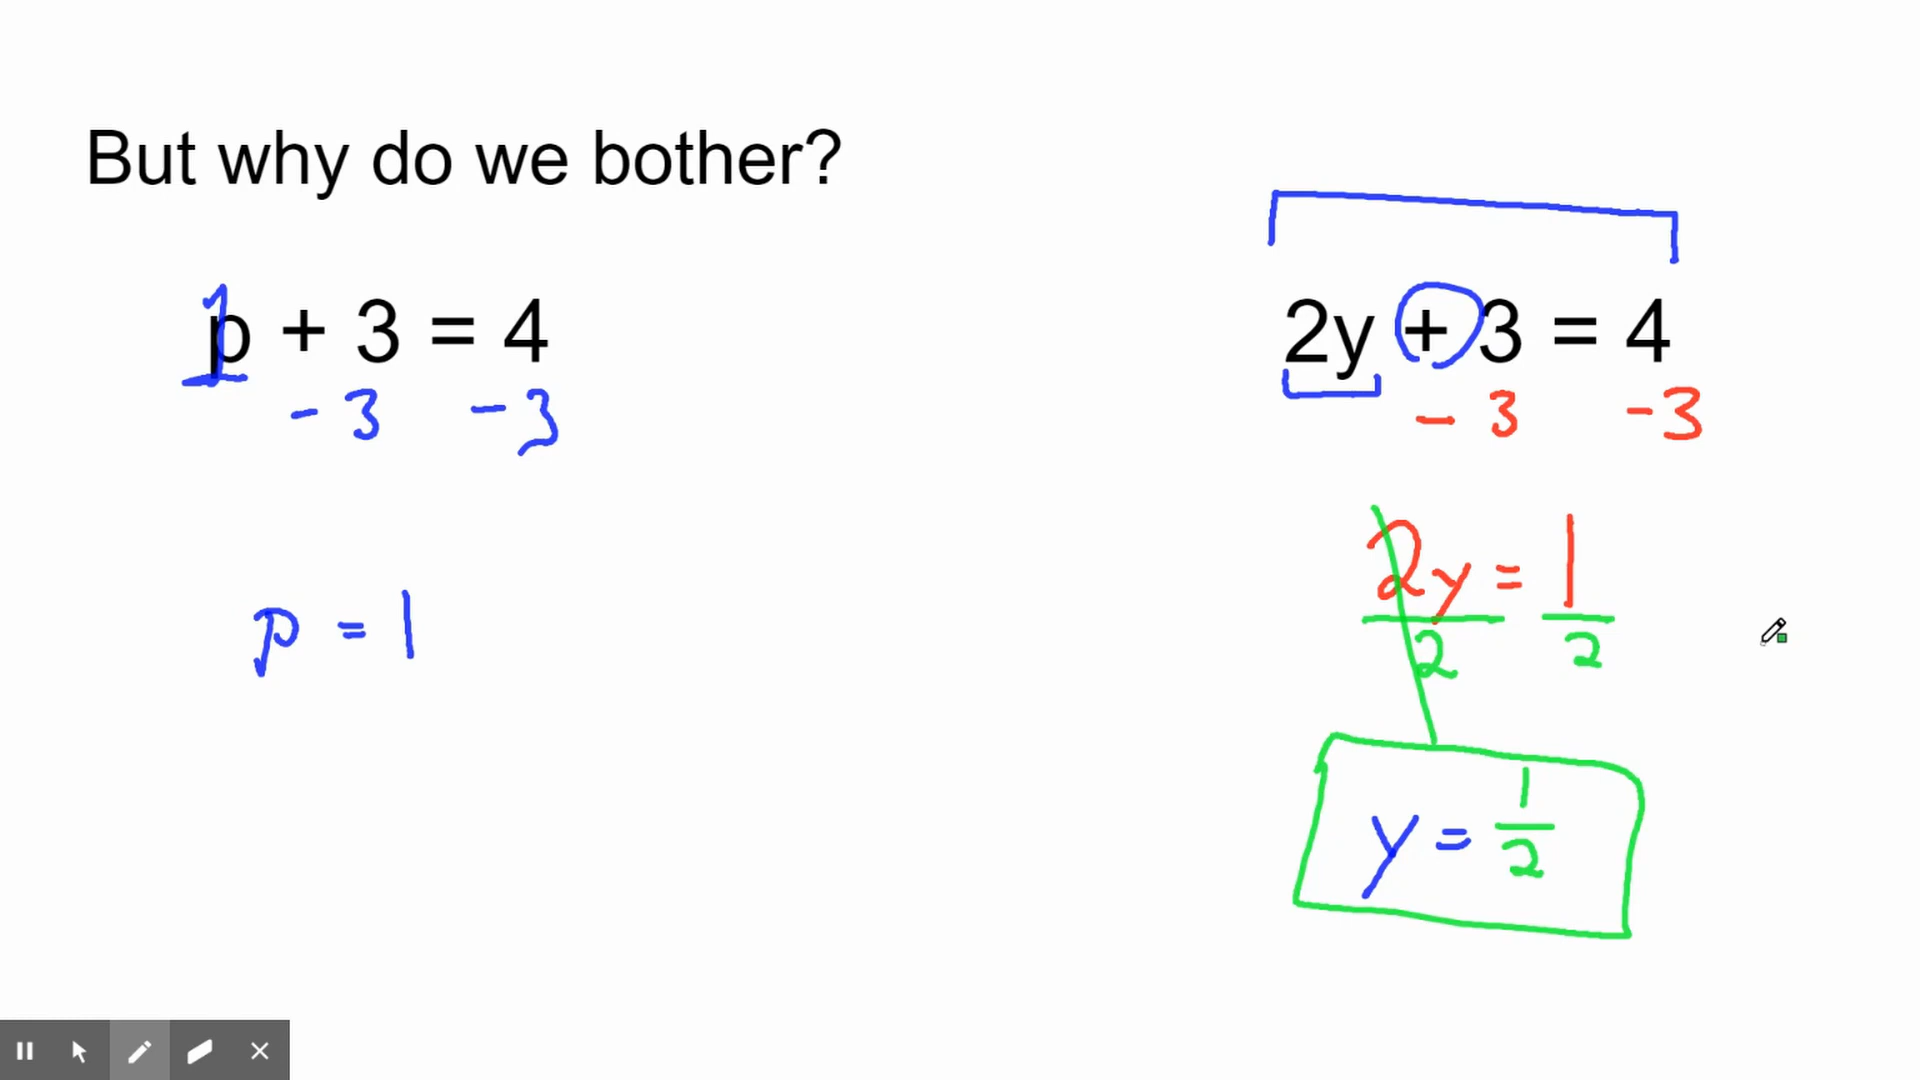 But why do we bother?
p + 3 = 4
1
- 3 - 3
p = 1
2y + 3 = 4
- 3 - 3
2y = 1
2 2
y = 1/2